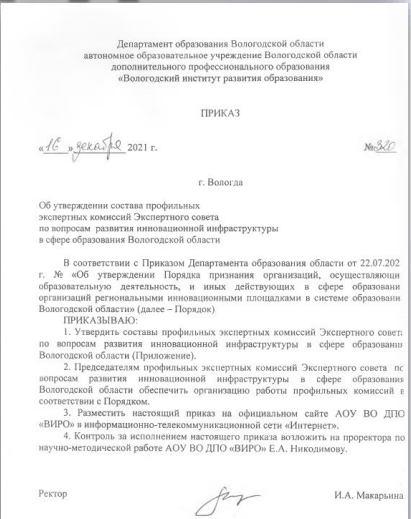 Департамент образования Вологодской области
автономное образовательное учреждение Вологодской области
дополнительного профессионального образования
«Вологодский институт развития образования»
ПРИКАЗ
«16» декабря 2021 г. № 320
г. Вологда
Об утверждении состава профильных
экспертных комиссий Экспертного совета
по вопросам развития инновационной инфраструктуры
в сфере образования Вологодской области
В соответствии с Приказом Департамента образования области от 22.07.202
г. № «Об утверждении Порядка признания организаций, осуществляющи
образовательную деятельность, и иных действующих в сфере образовани
организаций региональными инновационными площадками в системе образовани
Вологодской области» (далее – Порядок)
ПРИКАЗЫВАЮ:
1. Утвердить составы профильных экспертных комиссий Экспертного совета
по вопросам развития инновационной инфраструктуры в сфере образования
Вологодской области (Приложение).
2. Председателям профильных экспертных комиссий Экспертного совета по
вопросам развития инновационной инфраструктуры в сфере образования
Вологодской области обеспечить организацию работы профильных комиссий в
соответствии с Порядком.
3. Разместить настоящий приказ на официальном сайте АОУ ВО ДПО
«ВИРО» в информационно-телекоммуникационной сети «Интернет».
4. Контроль за исполнением настоящего приказа возложить на проректора по
научно-методической работе АОУ ВО ДПО «ВИРО» Е.А. Никодимову.
Ректор И.А. Макарьина